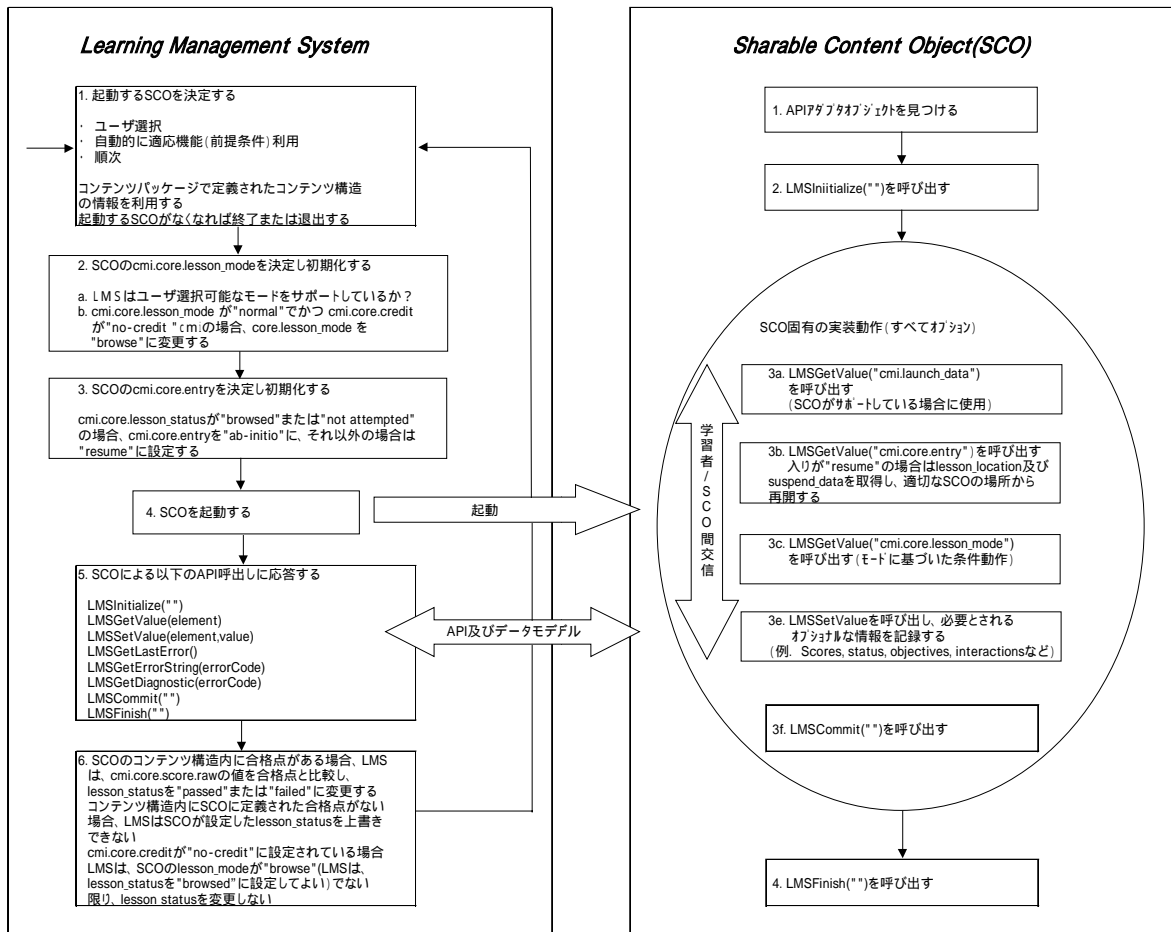 Learning Management System
1. 起動するSCOを決定する
· ユーザ選択
· 自動的に適応機能(前提条件)利用
· 順次
コンテンツパッケージで定義されたコンテンツ構造
の情報を利用する
起動するSCOがなくなれば終了または退出する
2. SCOのcmi.core.lesson_modeを決定し初期化する
a. LMSはユーザ選択可能なモードをサポートしているか?
b. cmi.core.lesson_mode が"normal"でかつ cmi.core.credit
が"no-credit "cmiの場合、core.lesson_mode を
"browse"に変更する
3. SCOのcmi.core.entryを決定し初期化する
cmi.core.lesson_statusが"browsed"または"not attempted"
の場合、cmi.core.entryを"ab-initio"に、それ以外の場合は
"resume"に設定する
4. SCOを起動する
起動
5. SCOによる以下のAPI呼出しに応答する
LMSInitialize("")
LMSGetValue(element)
LMSSetValue(element,value)
LMSGetLastError()
LMSGetErrorString(errorCode)
LMSGetDiagnostic(errorCode)
LMSCommit("")
LMSFinish("")
API及びデータモデデル
6. SCOのコンテンツ構造内に合格点がある場合、LMS
は、cmi.core.score.rawの値を合格点と比較し、
lesson_statusを"passed"または"failed"に変更する
コンテンツ構造内にSCOに定義された合格点がない
場合、LMSはSCOが設定したlesson_statusを上書き
できない
cmi.core.creditが"no-credit"に設定されている場合
LMSは、SCOのlesson_modeが"browse"(LMSは、
lesson_statusを"browsed"に設定してよい)でない
限り、lesson statusを変更しない
Sharable Content Object(SCO)
1. APIアダプタオブジェクトを見つける
2. LMSIniitialize("")を呼び出す
SCO固有の実装動作(すべてオプション)
学習者/SCO間交信
3a. LMSGetValue("cmi.launch_data")
を呼び出す
(SCOがサポートしている場合に使用)
3b. LMSGetValue("cmi.core.entry")を呼び出す
入りが"resume"の場合はlesson_location及び
suspend_dataを取得し、適切なSCOの場所から
再開する
3c. LMSGetValue("cmi.core.lesson_mode")
を呼び出す(モードに基づいた条件動作)
3e. LMSSetValueを呼び出し、必要とされる
オプショナルな情報を記録する
(例. Scores, status, objectives, interactionsなど)
3f. LMSCommit("")を呼び出す
4. LMSFinish("")を呼び出す